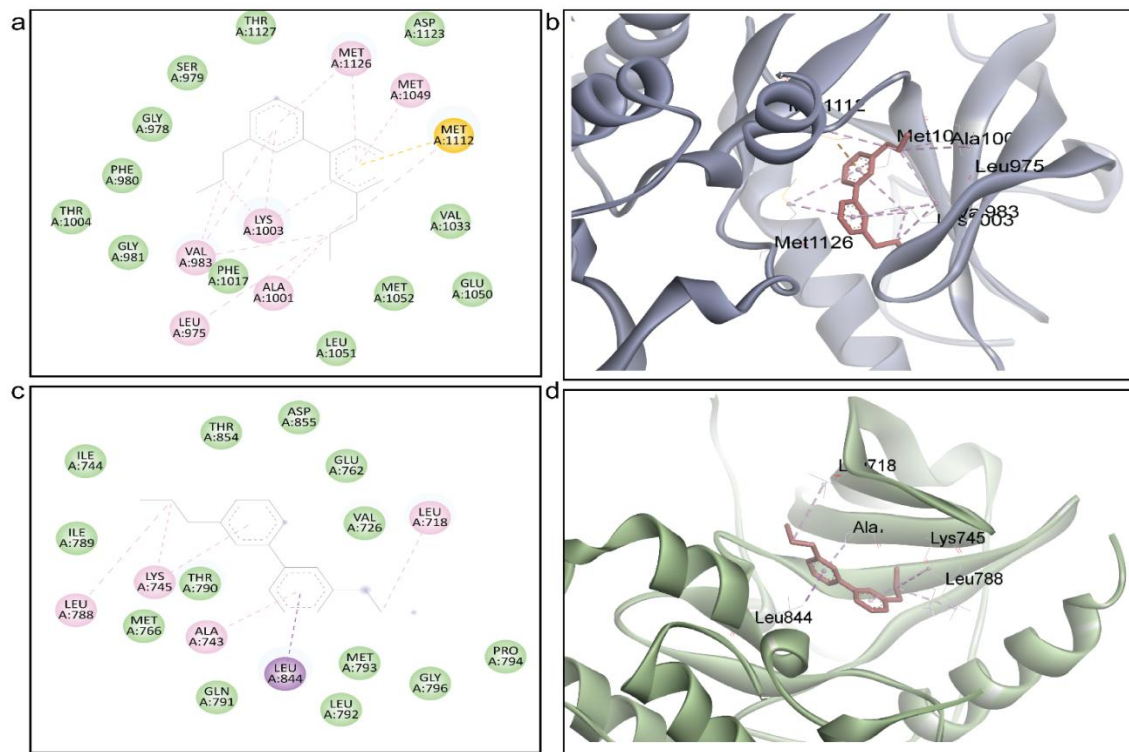 a
THR
A:1127
ASP
A:1123
MET
A:1126
SER
A:979
MET
A:1049
GLY
A:978
MET
A:1112
PHE
A:980
THR
A:1004
LYS
A:1003
VAL
A:1033
GLY
A:981
VAL
A:983
PHE
A:1017
ALA
A:1001
MET
A:1052
GLU
A:1050
LEU
A:975
LEU
A:1051
b
Met10
Ala100
Leu975
Met1126
c
THR
A:854
ASP
A:855
ILE
A:744
GLU
A:762
VAL
A:726
LEU
A:718
ILE
A:789
LYS
A:745
THR
A:790
LEU
A:788
MET
A:766
ALA
A:743
LEU
A:844
MET
A:793
PRO
A:794
GLY
A:796
GLN
A:791
LEU
A:792
d
Lys745
Leu788
Leu844